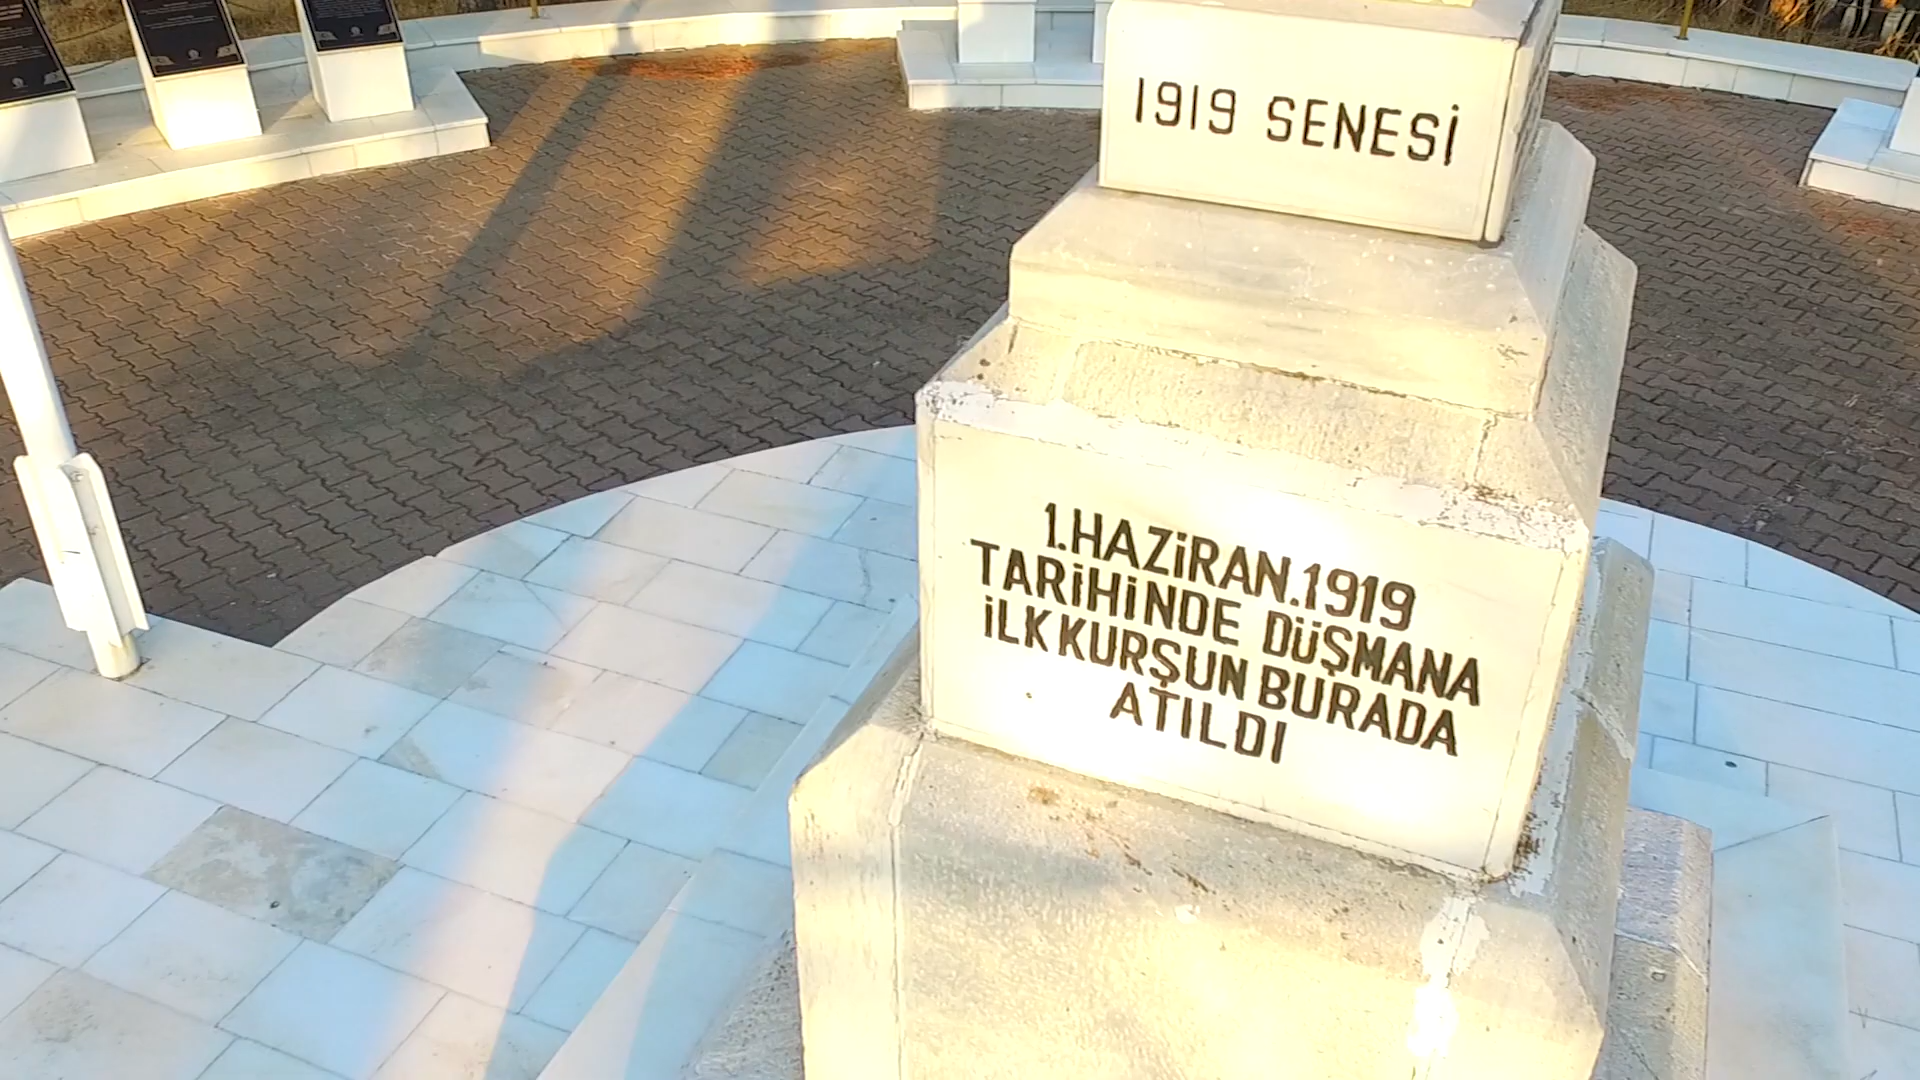 1919 SENESİ
1.HAZİRAN.1919
TARİHİNDE DÜŞMANA
İLK KURŞUN BURADA
ATILDI